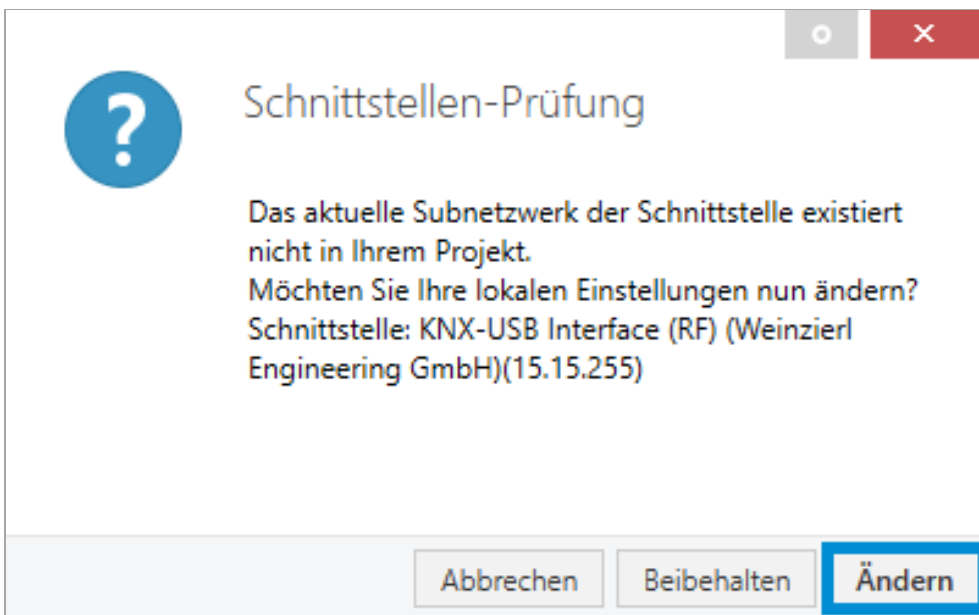 Schnittstellen-Prüfung
Das aktuelle Subnetzwerk der Schnittstelle existiert
nicht in Ihrem Projekt.
Möchten Sie Ihre lokalen Einstellungen nun ändern?
Schnittstelle: KNX-USB Interface (RF) (Weinzierl
Engineering GmbH)(15.15.255)
Abbrechen Beibehalten Ändern